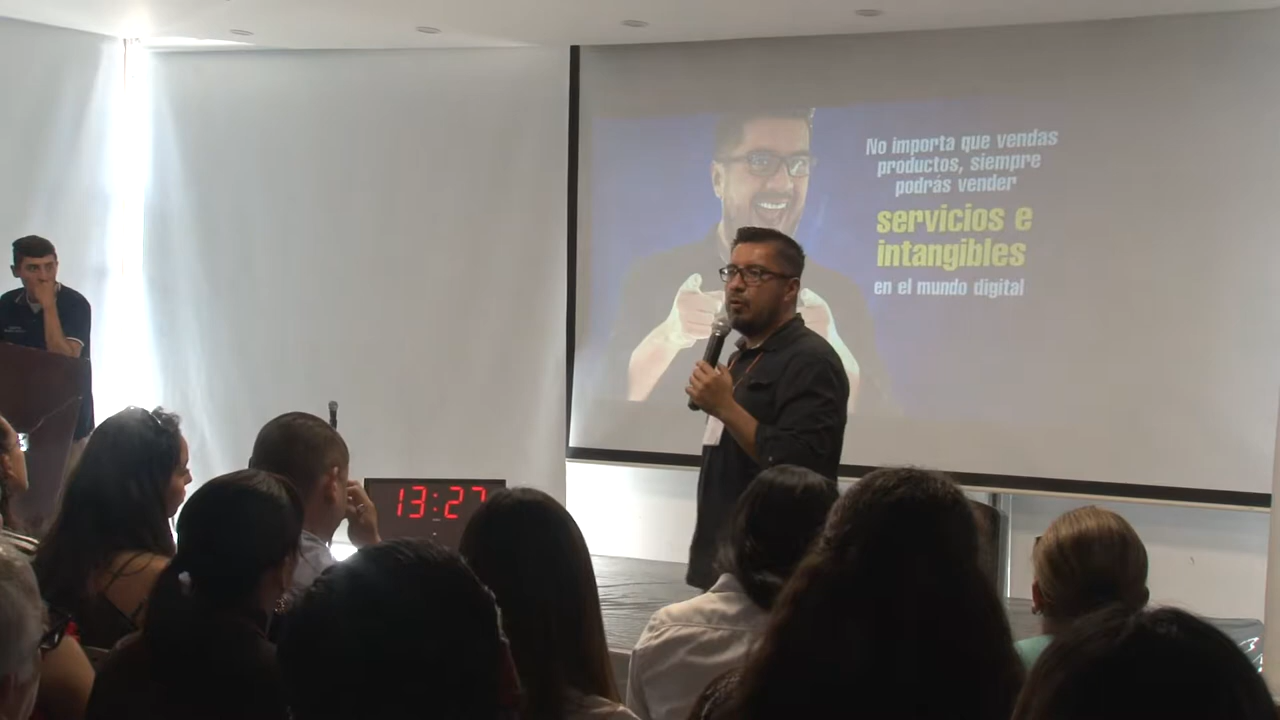 No importa que vendas
productos, siempre
podrás vender
servicios e
intangibles
en el mundo digital
13:27